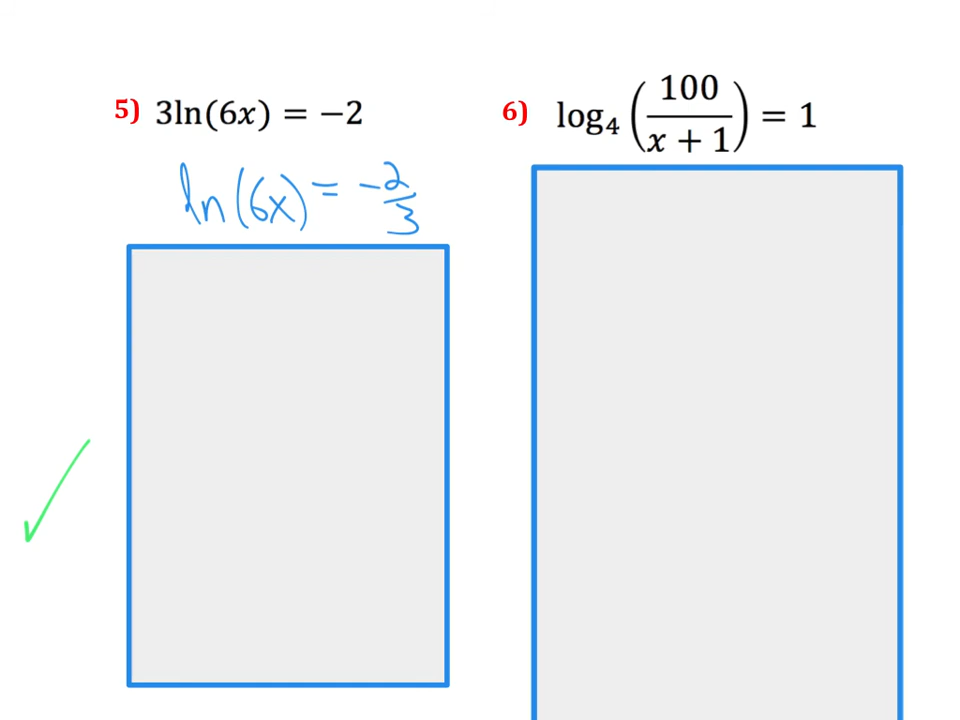 5) 3ln(6x) = −2
ln(6x) = -2/3
6) log₄(100/(x + 1)) = 1